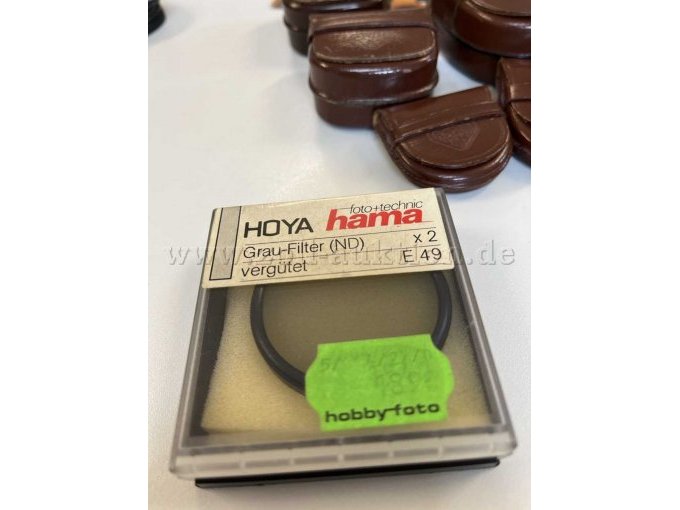 HOYA
foto+technic
hama
Grau-Filter (ND) x 2
vergütet E 49
hobby-foto